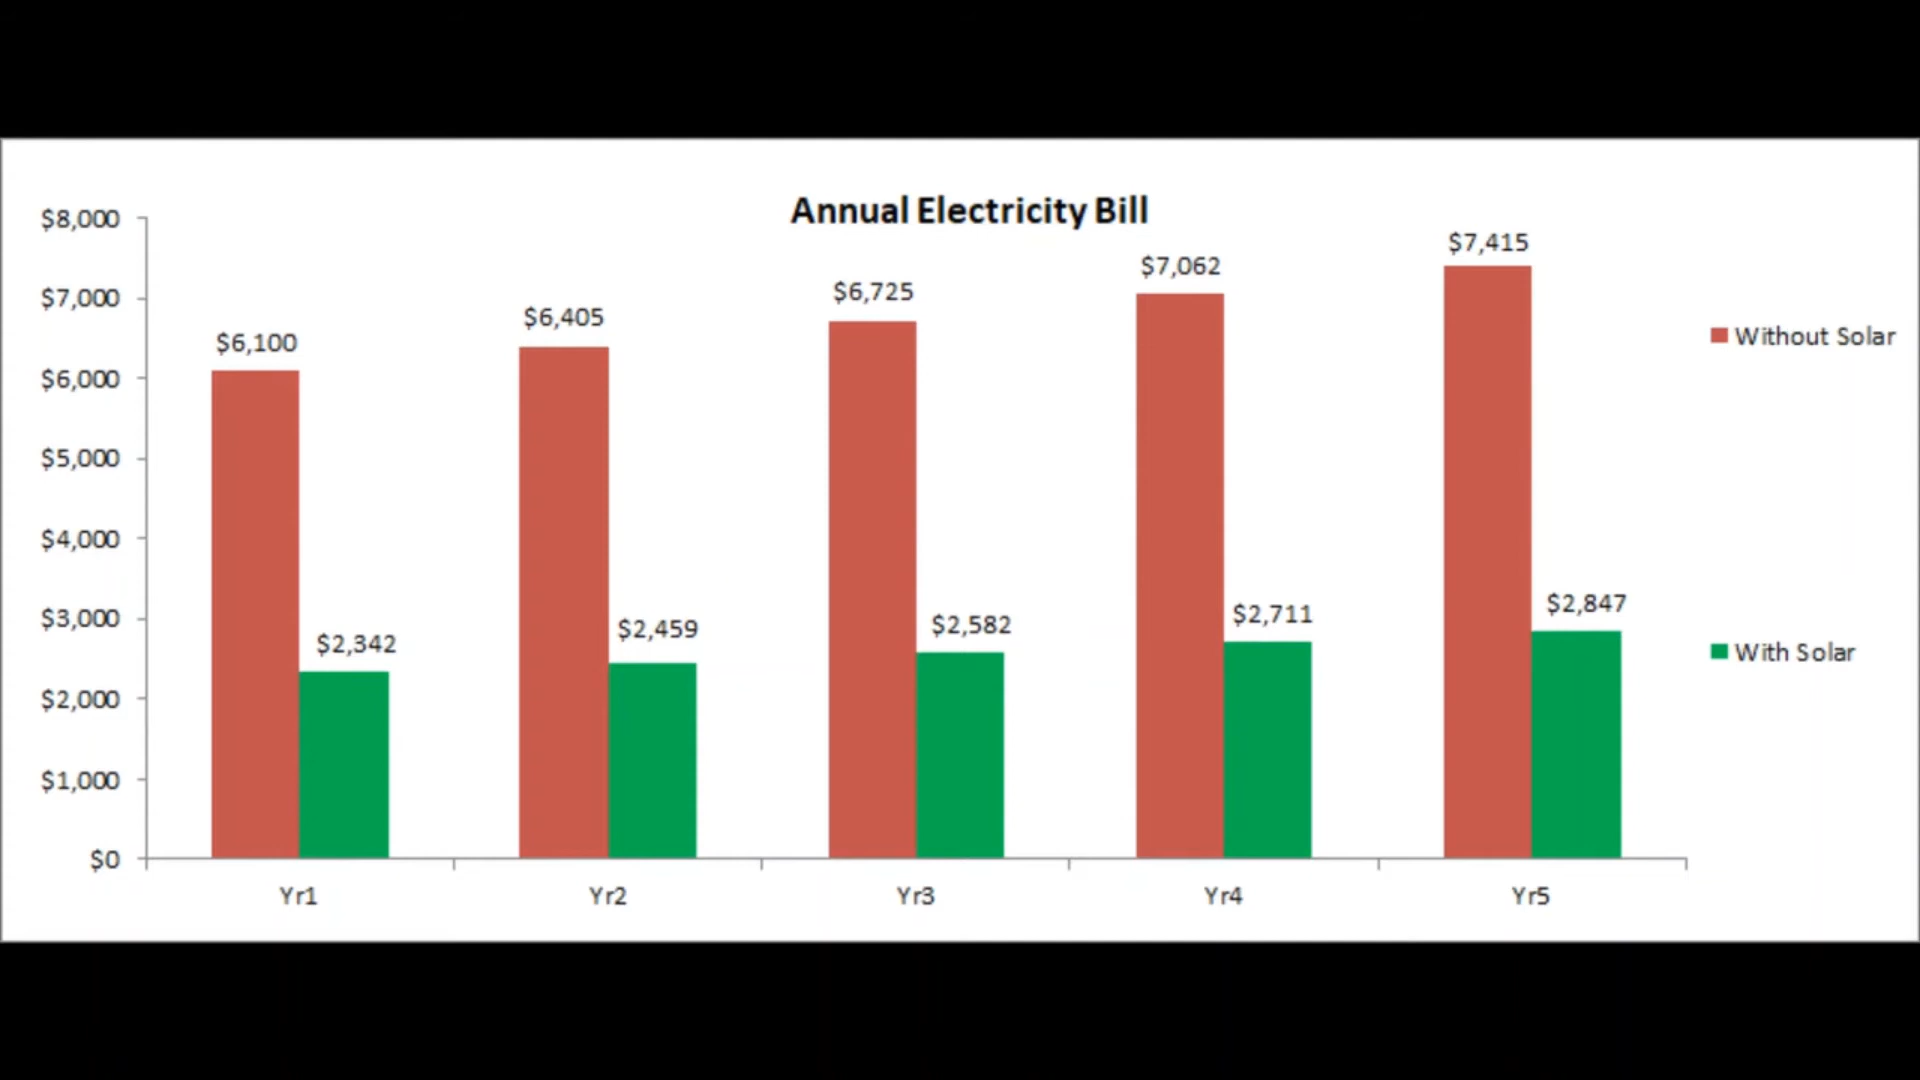 Annual Electricity Bill
$8,000
$7,000
$6,000
$5,000
$4,000
$3,000
$2,000
$1,000
$0
$6,100
$2,342
$6,405
$2,459
$6,725
$2,582
$7,062
$2,711
$7,415
$2,847
Yr1
Yr2
Yr3
Yr4
Yr5
Without Solar
With Solar